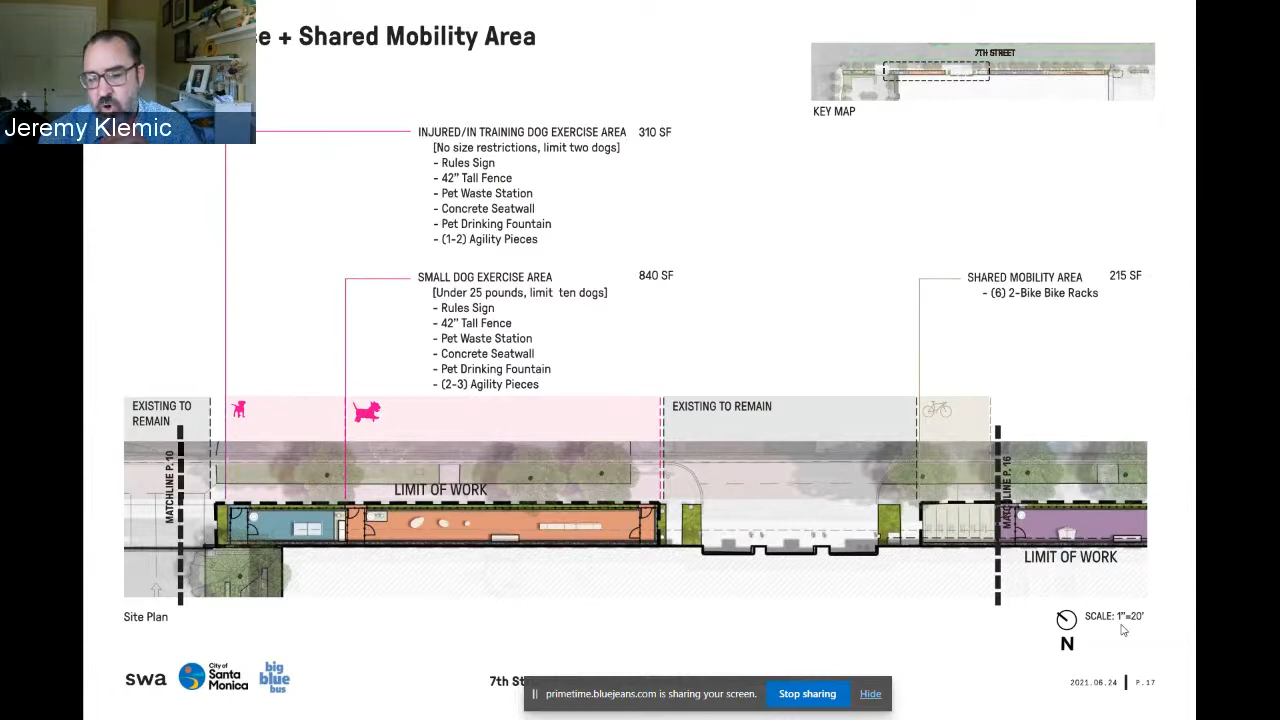 e + Shared Mobility Area
Jeremy Klemic
7TH STREET
KEY MAP
INJURED/IN TRAINING DOG EXERCISE AREA 310 SF
[No size restrictions, limit two dogs]
- Rules Sign
- 42" Tall Fence
- Pet Waste Station
- Concrete Seatwall
- Pet Drinking Fountain
- (1-2) Agility Pieces
SMALL DOG EXERCISE AREA 840 SF
[Under 25 pounds, limit ten dogs]
- Rules Sign
- 42" Tall Fence
- Pet Waste Station
- Concrete Seatwall
- Pet Drinking Fountain
- (2-3) Agility Pieces
SHARED MOBILITY AREA 215 SF
- (6) 2-Bike Bike Racks
EXISTING TO
REMAIN
EXISTING TO REMAIN
MATCHLINE P. 10
LIMIT OF WORK
MATCHLINE P. 16
LIMIT OF WORK
Site Plan
SCALE: 1"=20'
N
swa
City of
Santa
Monica
big
blue
bus
7th St
primetime.bluejeans.com is sharing your screen.
Stop sharing
Hide
2021.06.24 P.17